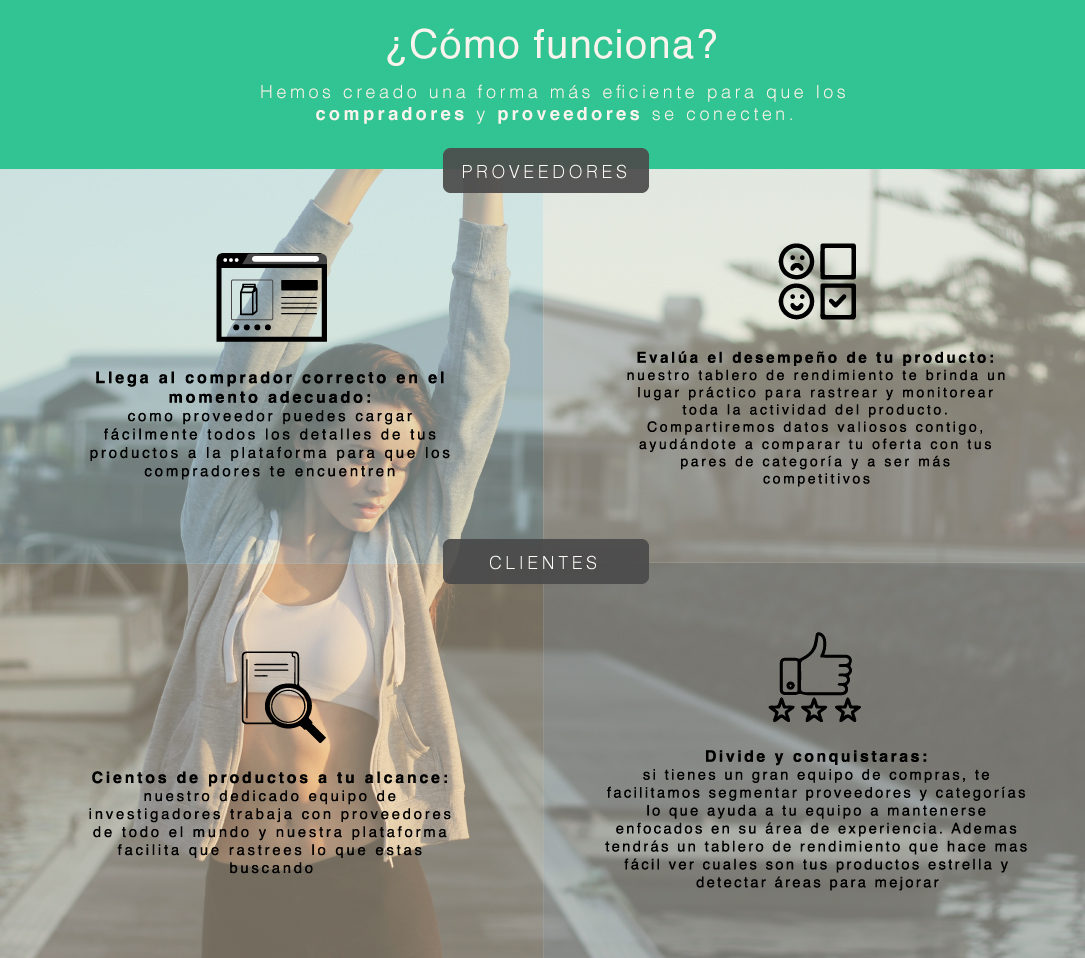 ¿Cómo funciona?
Hemos creado una forma más eficiente para que los
compradores y proveedores se conecten.
PROVEEDORES
Llega al comprador correcto en el
momento adecuado:
como proveedor puedes cargar
fácilmente todos los detalles de tus
productos a la plataforma para que los
compradores te encuentren
Evalúa el desempeño de tu producto:
nuestro tablero de rendimiento te brinda un
lugar práctico para rastrear y monitorear
toda la actividad del producto.
Compartiremos datos valiosos contigo,
ayudándote a comparar tu oferta con tus
pares de categoría y a ser más
competitivos
CLIENTES
Cientos de productos a tu alcance:
nuestro dedicado equipo de
investigadores trabaja con proveedores
de todo el mundo y nuestra plataforma
facilita que rastrees lo que estas
buscando
Divide y conquistaras:
si tienes un gran equipo de compras, te
facilitamos segmentar proveedores y categorías
lo que ayuda a tu equipo a mantenerse
enfocados en su área de experiencia. Ademas
tendrás un tablero de rendimiento que hace mas
fácil ver cuales son tus productos estrella y
detectar áreas para mejorar